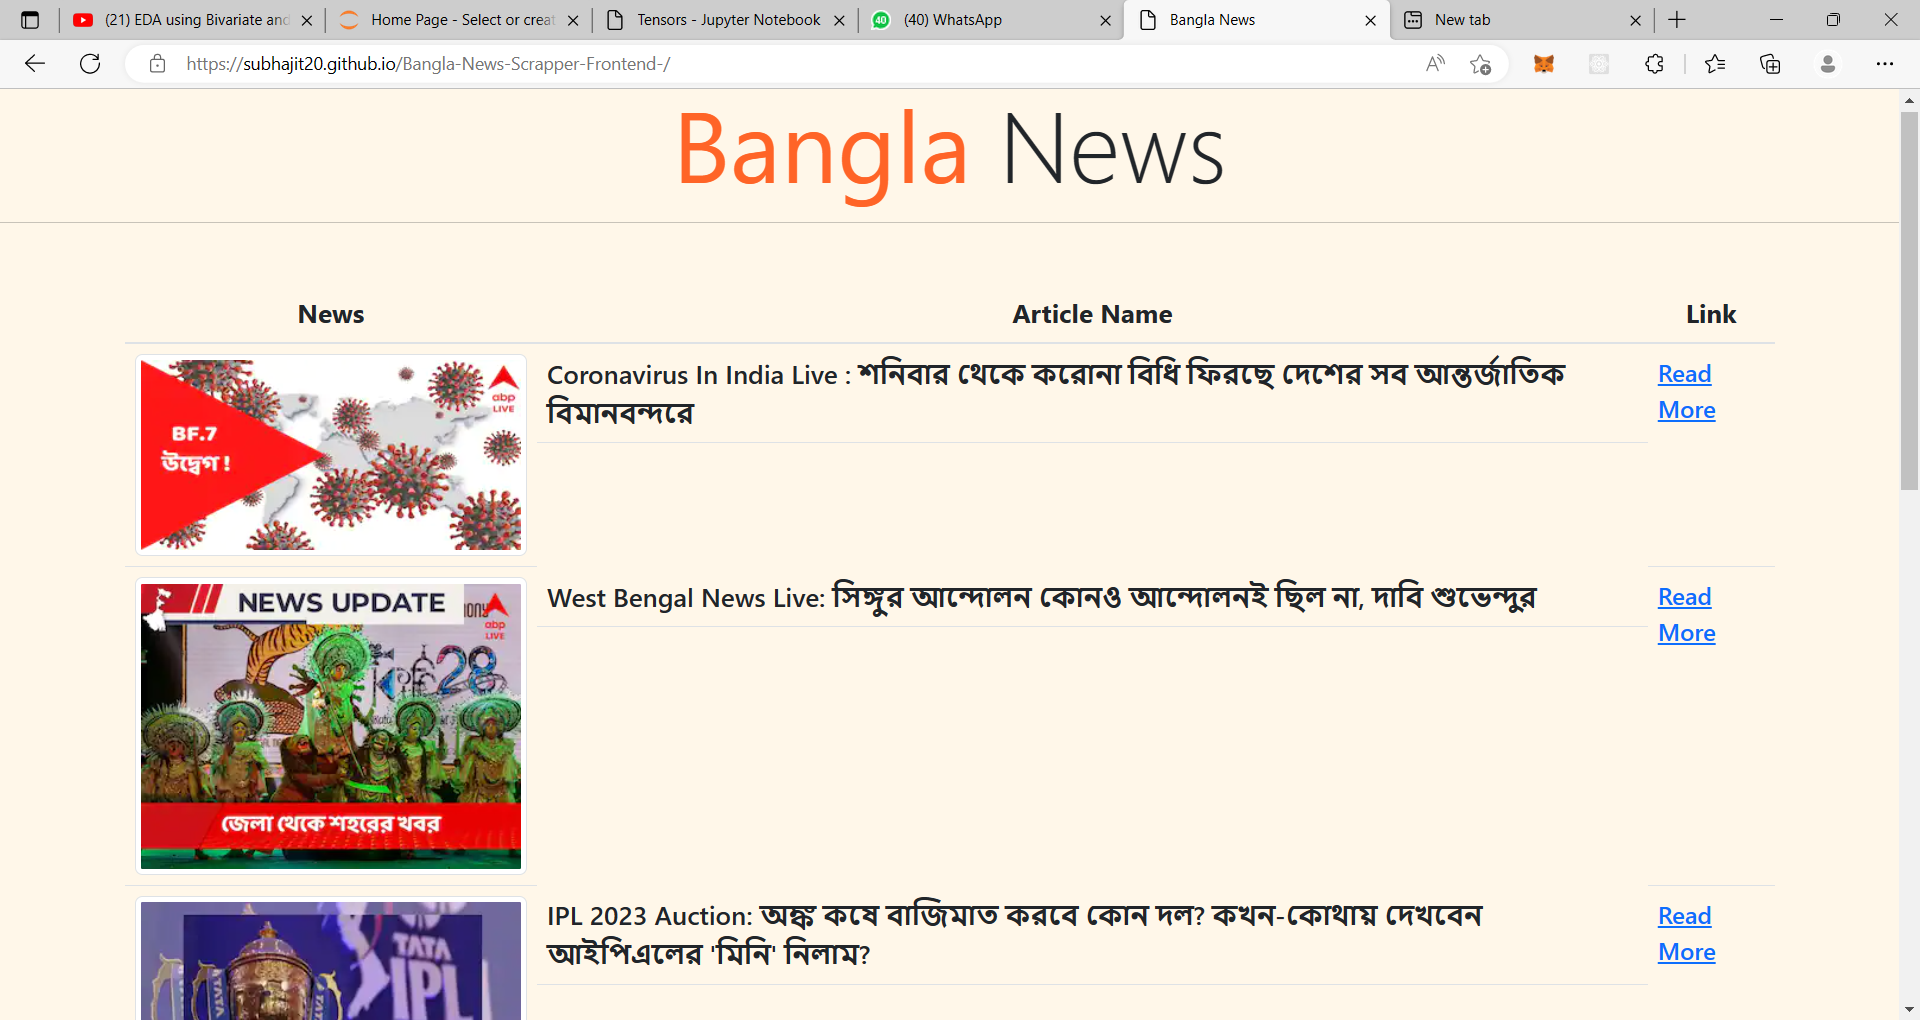 (21) EDA using Bivariate and
Home Page - Select or creat
Tensors - Jupyter Notebook
40
(40) WhatsApp
Bangla News
New tab
https://subhajit20.github.io/Bangla-News-Scrapper-Frontend-/
Bangla News
News
Article Name
Link
abp
LIVE
BF.7
উদ্বেগ !
Coronavirus In India Live : শনিবার থেকে করোনা বিধি ফিরছে দেশের সব আন্তর্জাতিক
বিমানবন্দরে
Read
More
NEWS UPDATE
abp
LIVE
28
জেলা থেকে শহরের খবর
West Bengal News Live: সিঙ্গুর আন্দোলন কোনও আন্দোলনই ছিল না, দাবি শুভেন্দুর
Read
More
TATA
IPL
IPL 2023 Auction: অঙ্ক কষে বাজিমাত করবে কোন দল? কখন-কোথায় দেখবেন
আইপিএলের 'মিনি' নিলাম?
Read
More